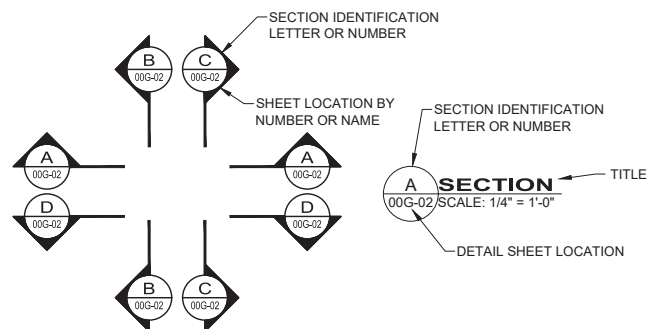 SECTION IDENTIFICATION
LETTER OR NUMBER
B
00G-02
C
00G-02
SHEET LOCATION BY
NUMBER OR NAME
A
00G-02
A
00G-02
D
00G-02
D
00G-02
B
00G-02
C
00G-02
SECTION IDENTIFICATION
LETTER OR NUMBER
A
00G-02
SECTION
SCALE: 1/4" = 1'-0"
TITLE
DETAIL SHEET LOCATION